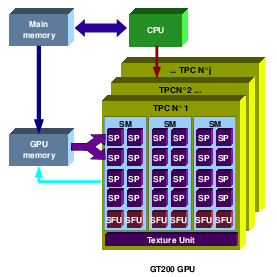 Main
memory
CPU
... TPC N°j
TPCN°2 ...
TPC N° 1
SM SM SM
SP SP SP SP SP SP
GPU
memory
SP SP SP SP SP SP
SP SP SP SP SP SP
SP SP SP SP SP SP
SFU SFU SFU SFU SFU SFU
Texture Unit
GT200 GPU